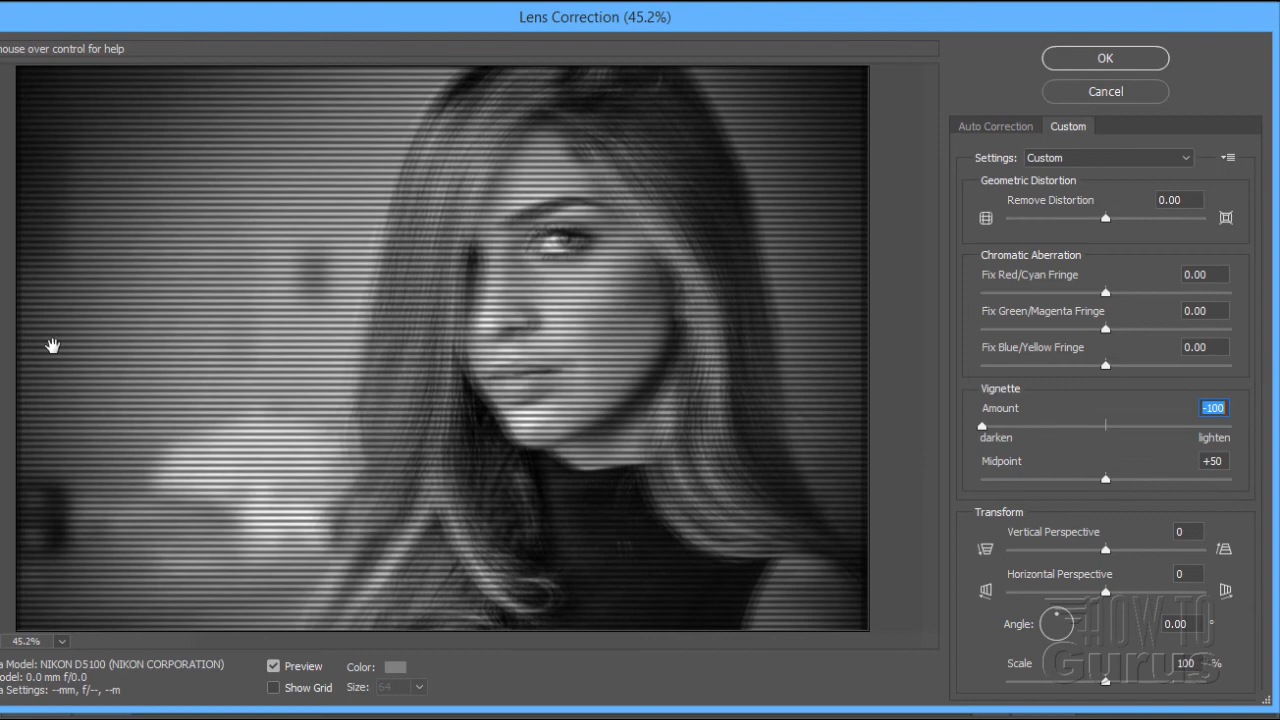 Lens Correction (45.2%)
mouse over control for help
OK
Cancel
Auto Correction Custom
Settings: Custom
Geometric Distortion
Remove Distortion 0.00
Chromatic Aberration
Fix Red/Cyan Fringe 0.00
Fix Green/Magenta Fringe 0.00
Fix Blue/Yellow Fringe 0.00
Vignette
Amount -100
darken lighten
Midpoint +50
Transform
Vertical Perspective 0
Horizontal Perspective 0
Angle: 0.00 °
Scale 100 %
HOW TO
Gurus
45.2%
a Model: NIKON D5100 (NIKON CORPORATION)
odel: 0.0 mm f/0.0
a Settings: --mm, f/--, --m
Preview Color:
Show Grid Size: 64